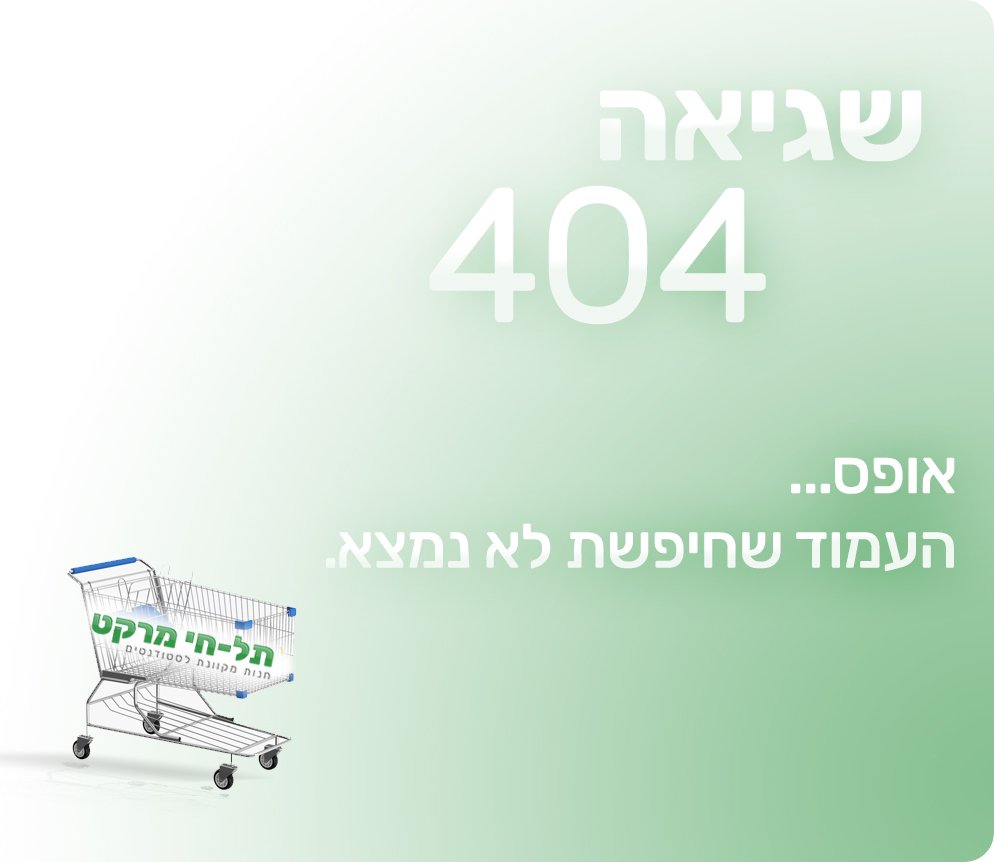 שגיאה
404
אופס...
העמוד שחיפשת לא נמצא.
תל-חי מרקט
חנות מקוונת לסטודנטים